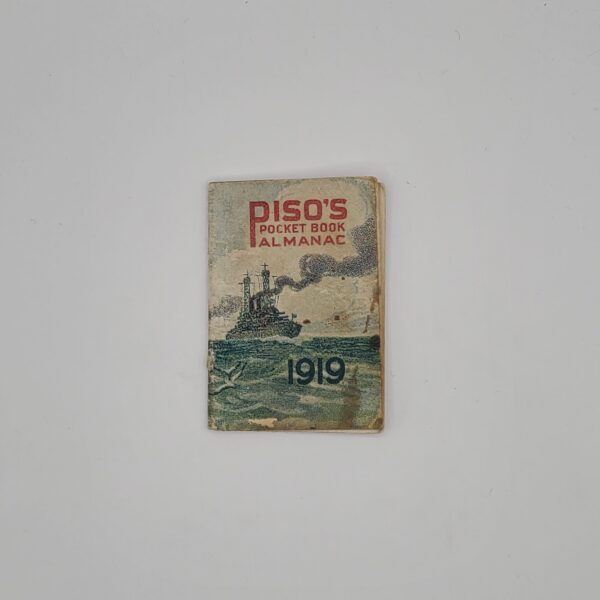 PISO'S
POCKET BOOK
ALMANAC
1919